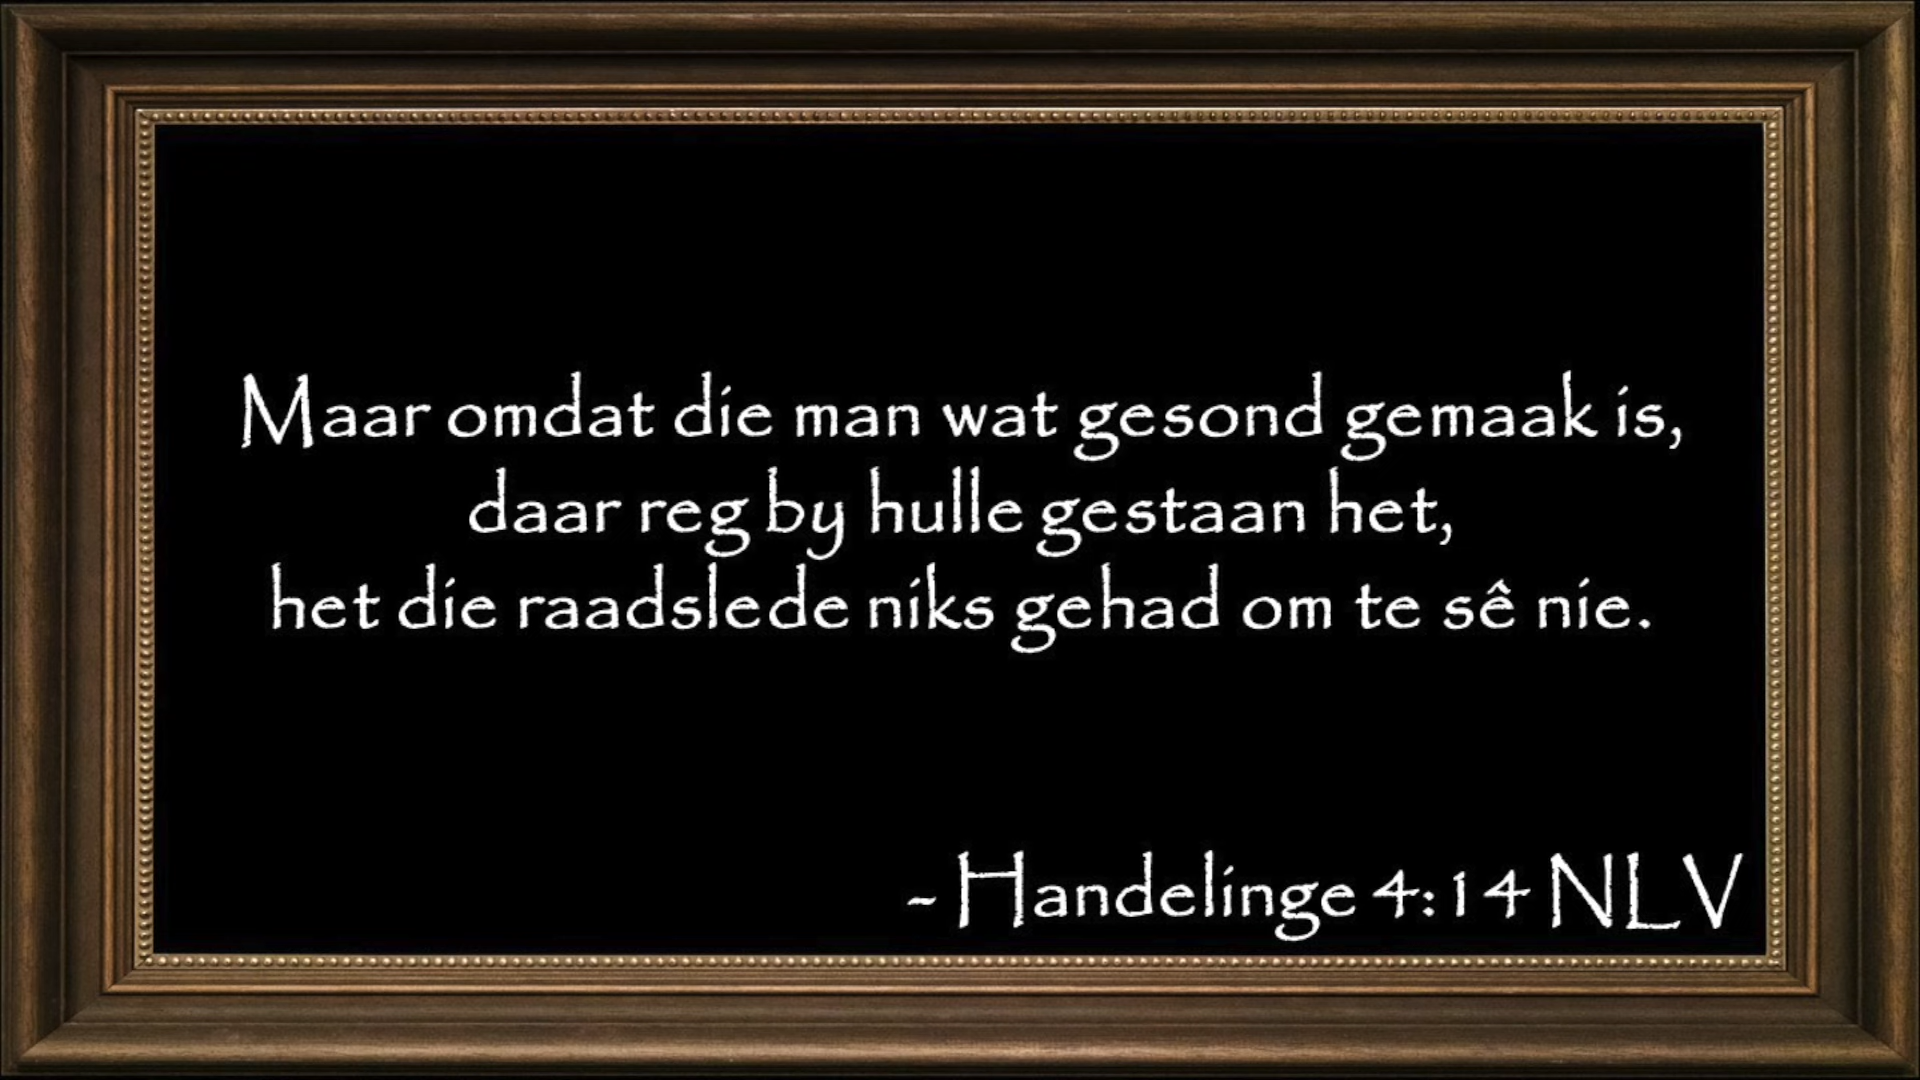 Maar omdat die man wat gesond gemaak is,
daar reg by hulle gestaan het,
het die raadslede niks gehad om te sê nie.
- Handelinge 4:14 NLV